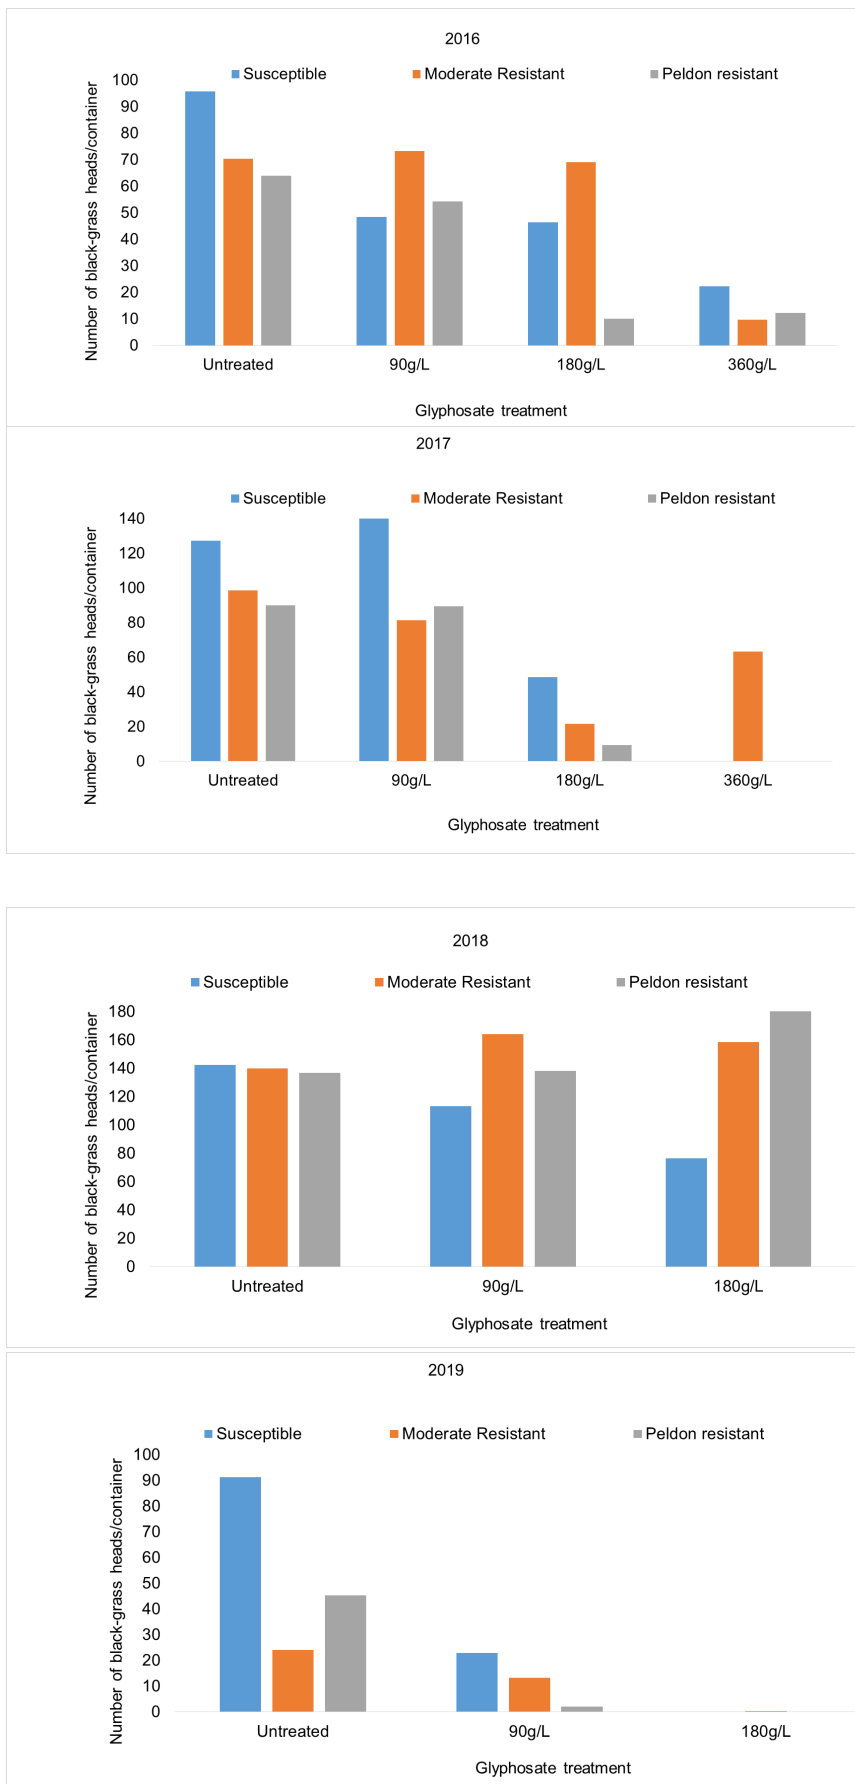 2016
Susceptible Moderate Resistant Peldon resistant
Number of black-grass heads/container
100
90
80
70
60
50
40
30
20
10
0
Untreated 90g/L 180g/L 360g/L
Glyphosate treatment
2017
Susceptible Moderate Resistant Peldon resistant
Number of black-grass heads/container
140
120
100
80
60
40
20
0
Untreated 90g/L 180g/L 360g/L
Glyphosate treatment
2018
Susceptible Moderate Resistant Peldon resistant
Number of black-grass heads/container
180
160
140
120
100
80
60
40
20
0
Untreated 90g/L 180g/L
Glyphosate treatment
2019
Susceptible Moderate Resistant Peldon resistant
Number of black-grass heads/container
100
90
80
70
60
50
40
30
20
10
0
Untreated 90g/L 180g/L
Glyphosate treatment